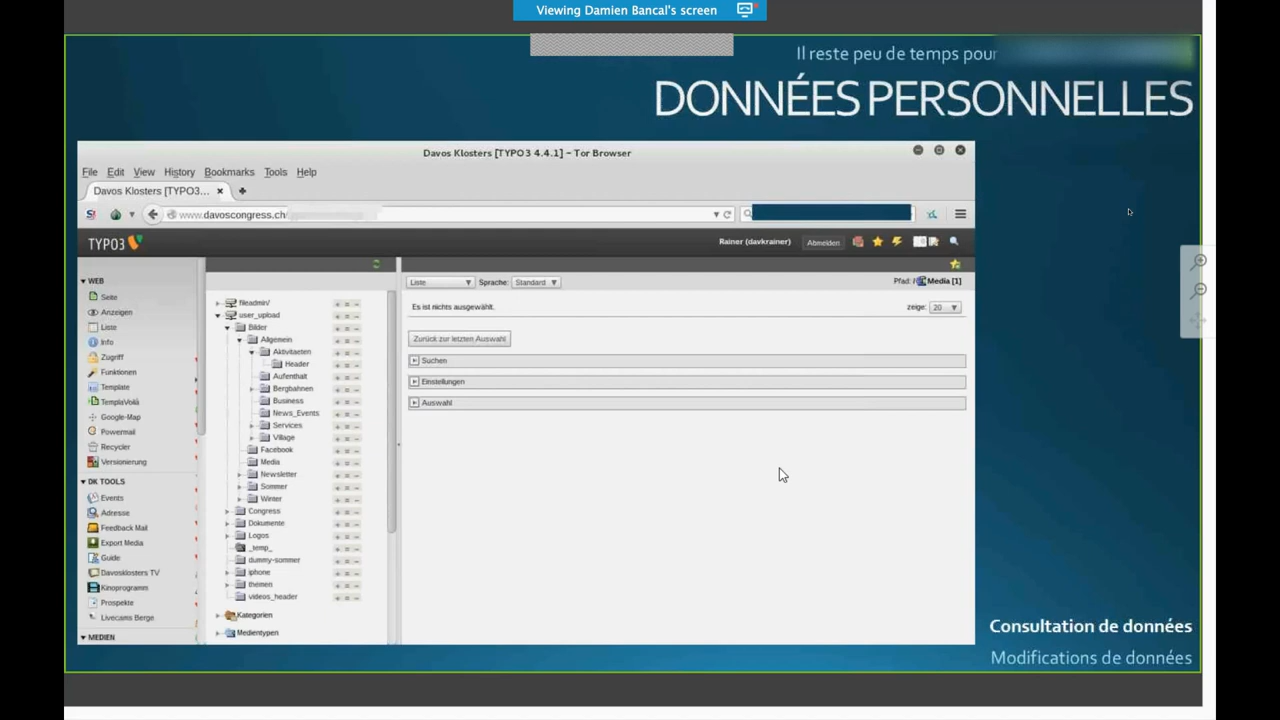 Viewing Damien Bancal's screen
Il reste peu de temps pour
DONNÉES PERSONNELLES
Davos Klosters [TYPO3 4.4.1] – Tor Browser
File Edit View History Bookmarks Tools Help
Davos Klosters [TYPO3...
www.davoscongress.ch/
TYPO3
Rainer (davkrainer)
Abmelden
WEB
Seite
Anzeigen
Liste
Info
Zugriff
Funktionen
Template
TemplaVoilà
Google-Map
Powermail
Recycler
Versionierung
DK TOOLS
Events
Adresse
Feedback Mail
Export Media
Guide
Davosklosters TV
Kinoprogramm
Prospekte
Livecams Berge
MEDIEN
fileadmin/
user_upload
Bilder
Allgemein
Aktivitaeten
Header
Aufenthalt
Bergbahnen
Business
News_Events
Services
Village
Facebook
Media
Newsletter
Sommer
Winter
Congress
Dokumente
Logos
_temp_
dummy-sommer
iphone
themen
videos_header
Kategorien
Medientypen
Liste
Sprache: Standard
Pfad: / Media [1]
Es ist nichts ausgewählt.
zeige: 20
Zurück zur letzten Auswahl
Suchen
Einstellungen
Auswahl
Consultation de données
Modifications de données